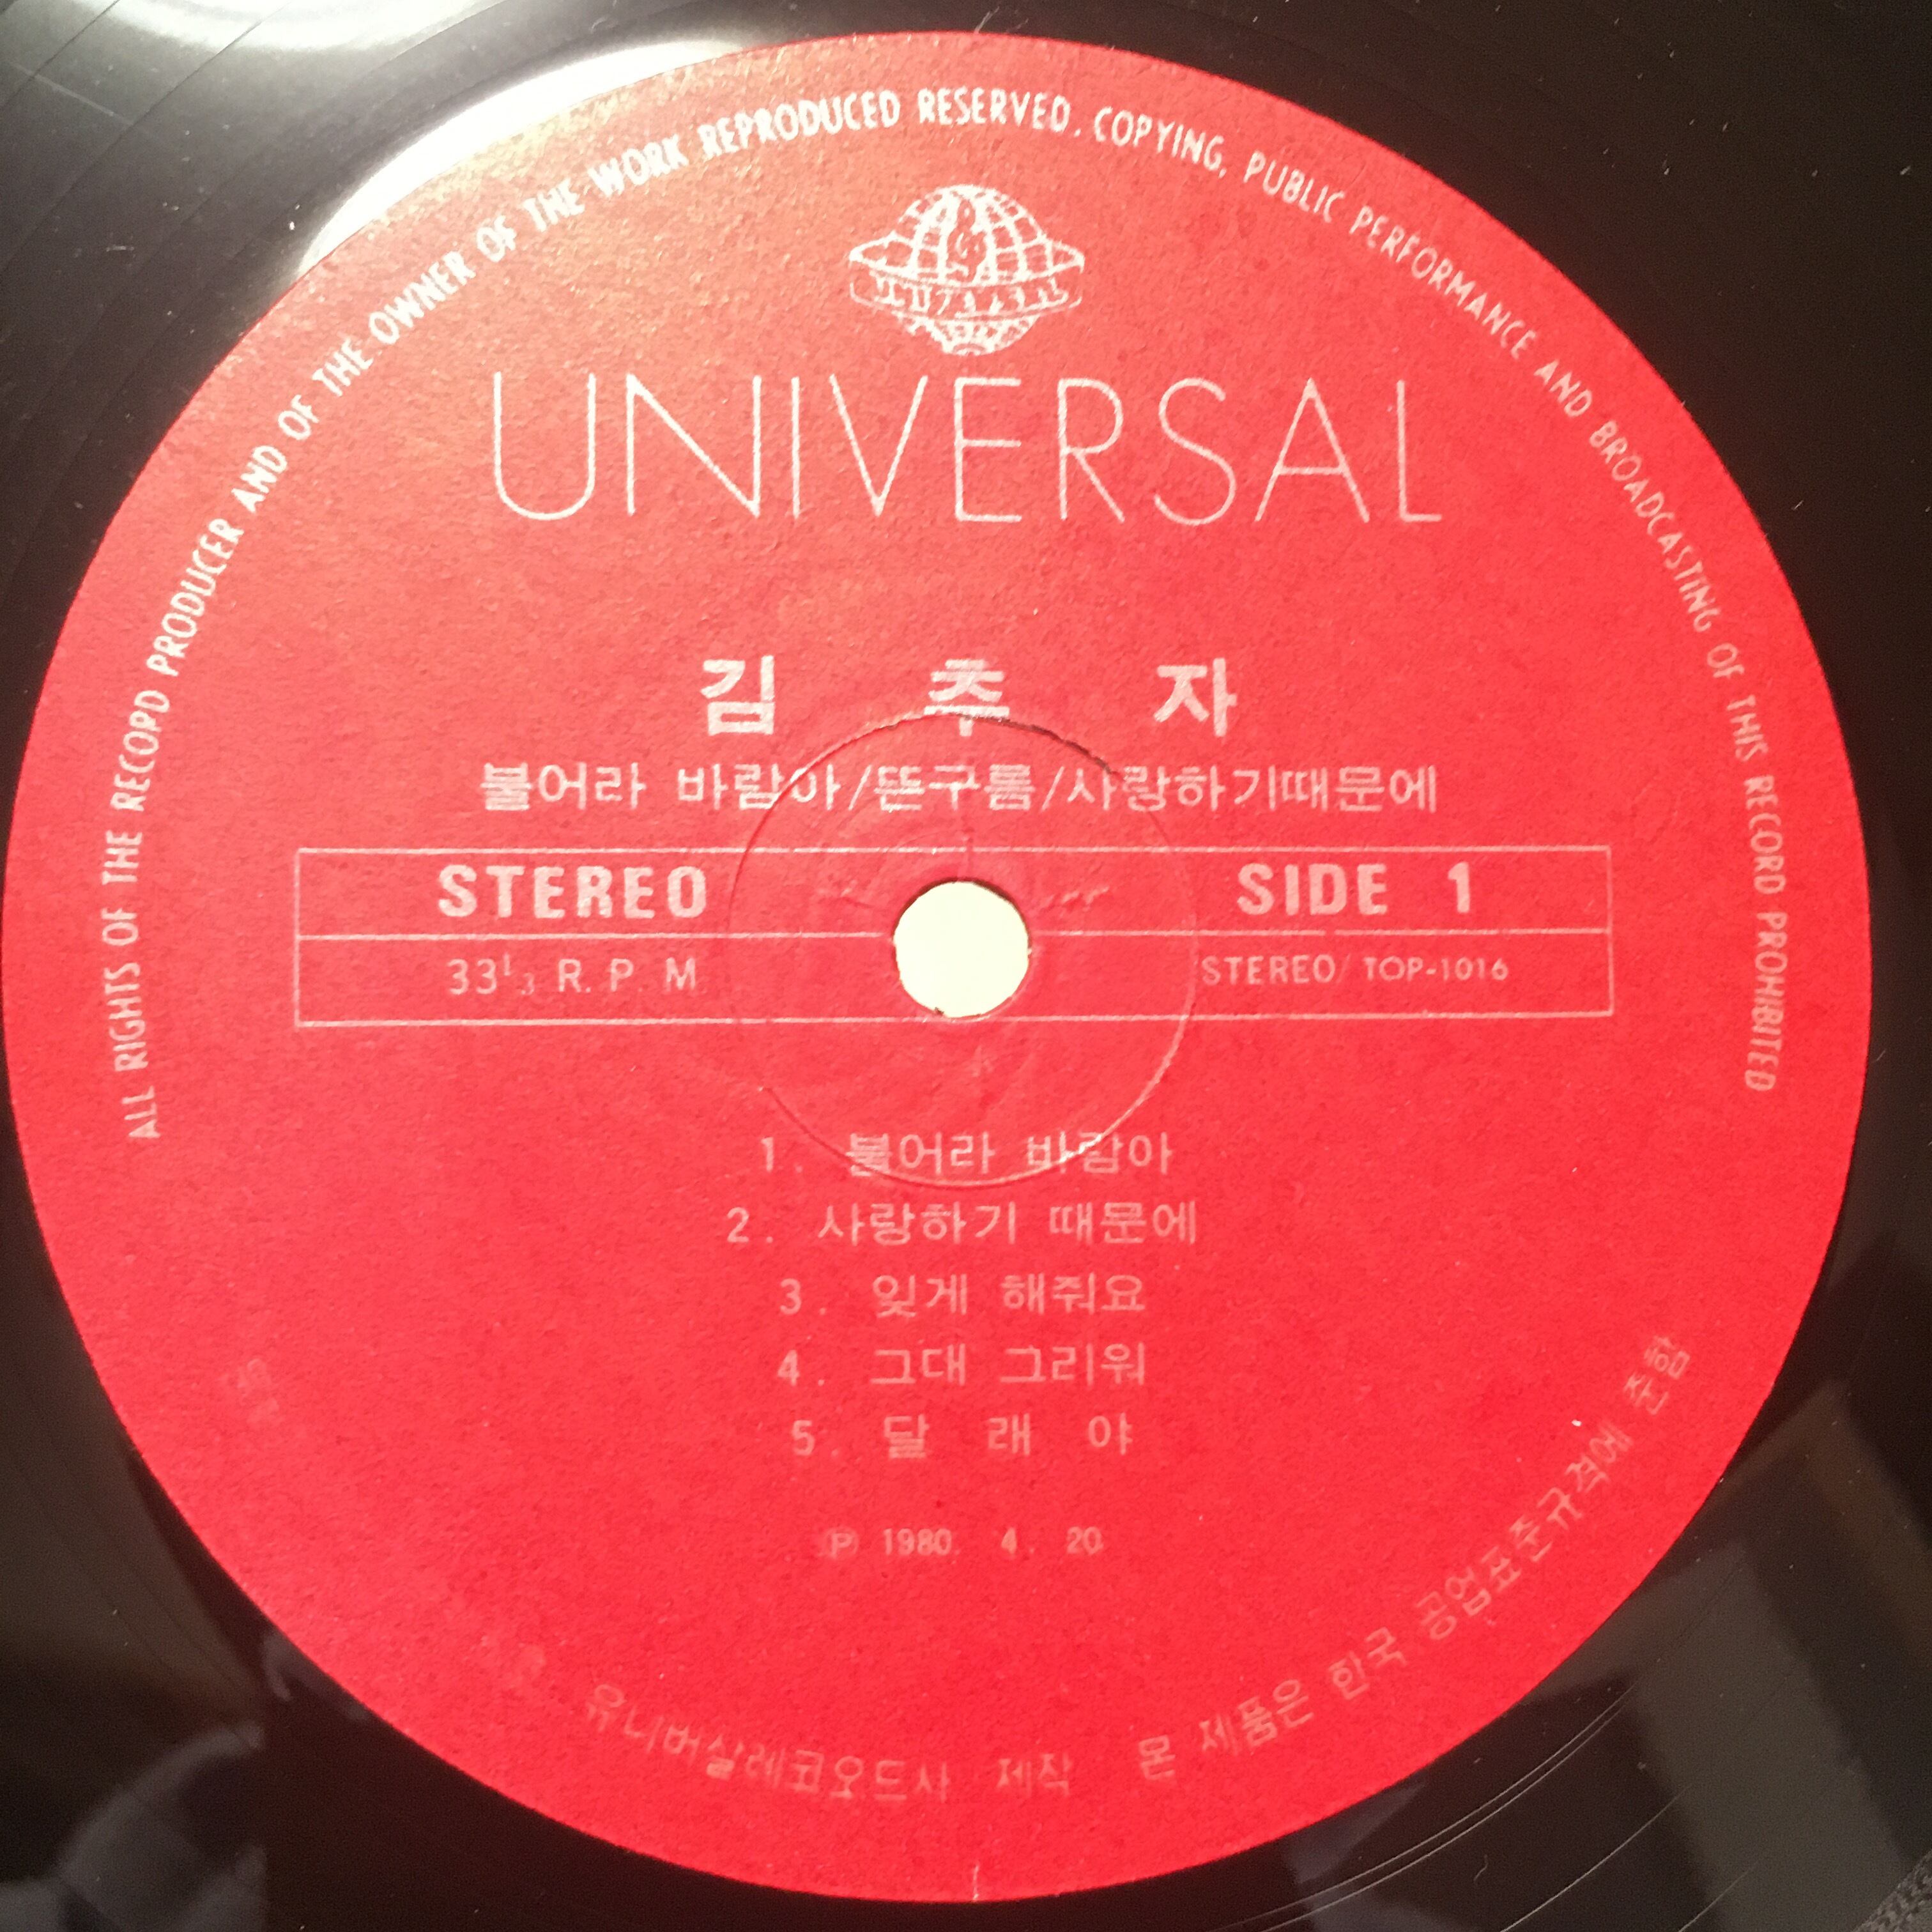 ALL RIGHTS OF THE RECORD PRODUCER AND OF THE OWNER OF THE WORK REPRODUCED RESERVED. COPYING, PUBLIC PERFORMANCE AND BROADCASTING OF THIS RECORD PROHIBITED
UNIVERSAL
김 추 자
불어라 바람아/뜬구름/사랑하기때문에
STEREO SIDE 1
33⅓ R. P. M STEREO/ TOP-1016
1. 불어라 바람아
2. 사랑하기 때문에
3. 잊게 해줘요
4. 그대 그리워
5. 달 래 야
Ⓟ 1980. 4. 20
유니버살레코오드사 제작 본 제품은 한국 공업표준규격에 준함